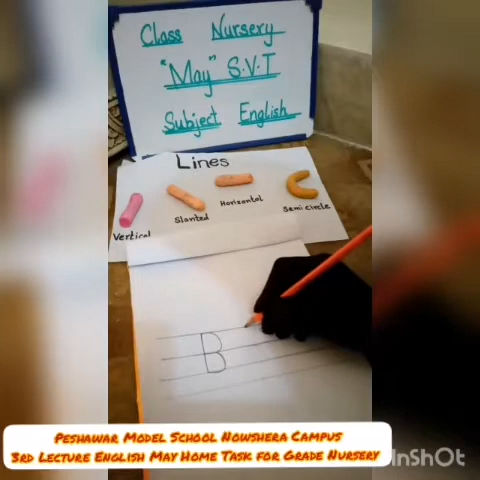 Class Nursery
"May" S.V.T
Subject English
Lines
Vertical
Slanted
Horizontal
Semi circle
B
Peshawar Model School Nowshera Campus
3rd Lecture English May Home Task for Grade Nursery
InShOt